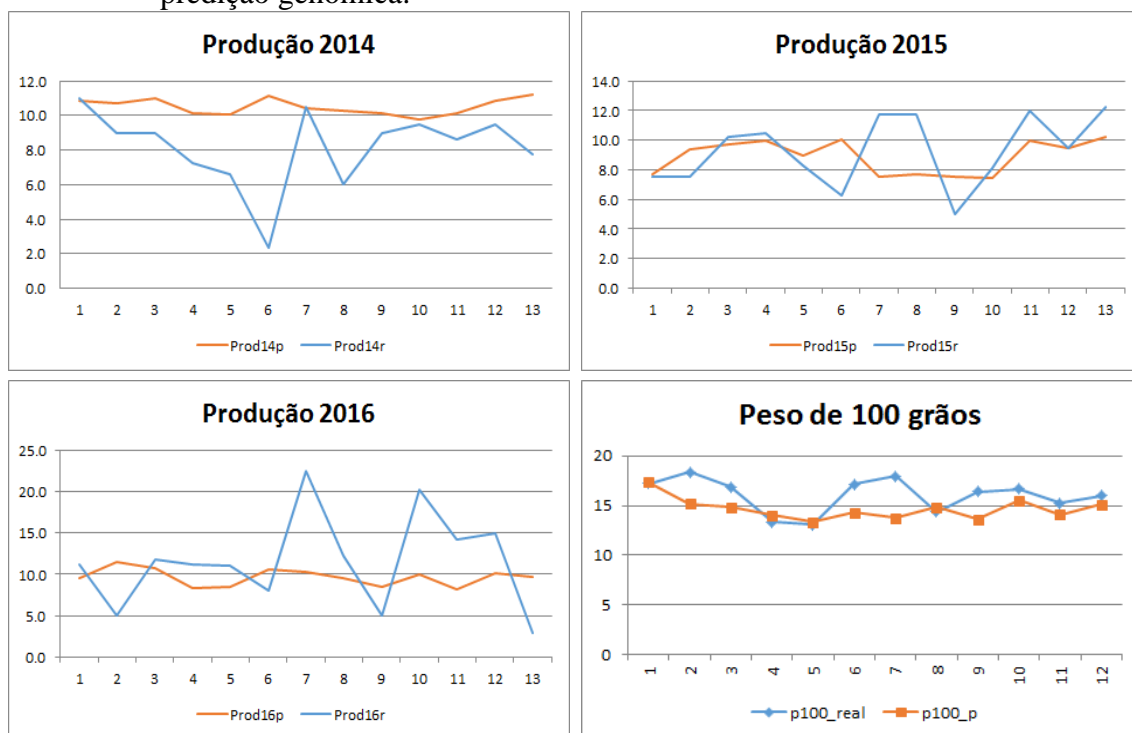 predição genômica.
Produção 2014
12.0
10.0
8.0
6.0
4.0
2.0
0.0
1 2 3 4 5 6 7 8 9 10 11 12 13
Prod14p Prod14r
Produção 2015
14.0
12.0
10.0
8.0
6.0
4.0
2.0
0.0
1 2 3 4 5 6 7 8 9 10 11 12 13
Prod15p Prod15r
Produção 2016
25.0
20.0
15.0
10.0
5.0
0.0
1 2 3 4 5 6 7 8 9 10 11 12 13
Prod16p Prod16r
Peso de 100 grãos
20
15
10
5
0
1 2 3 4 5 6 7 8 9 10 11 12
p100_real p100_p